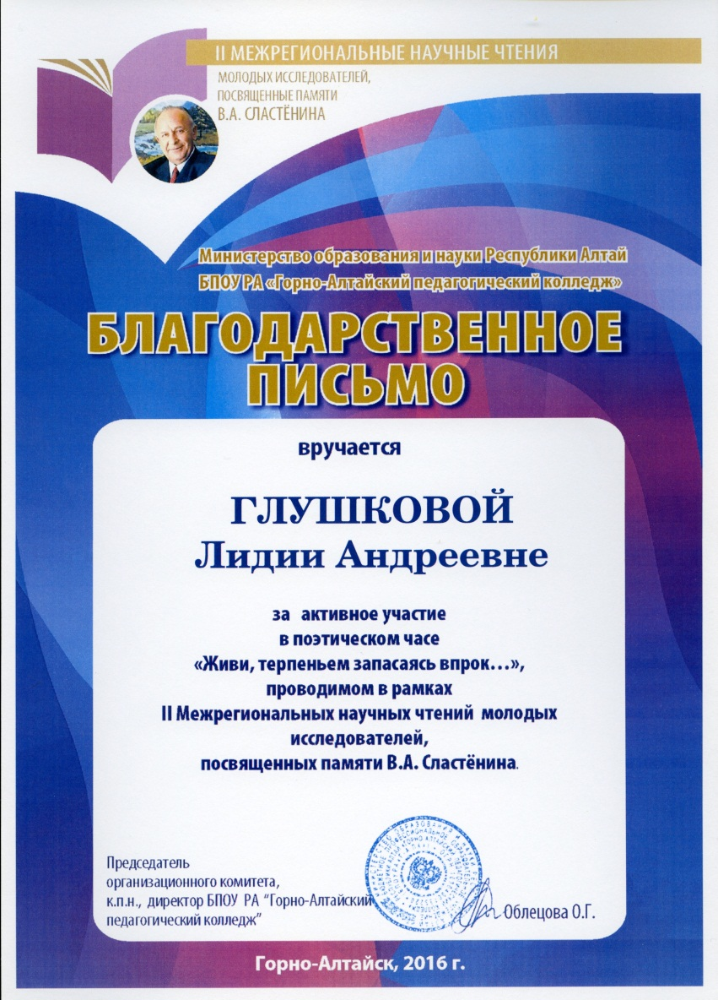 II МЕЖРЕГИОНАЛЬНЫЕ НАУЧНЫЕ ЧТЕНИЯ
МОЛОДЫХ ИССЛЕДОВАТЕЛЕЙ,
ПОСВЯЩЕННЫЕ ПАМЯТИ
В.А. СЛАСТЁНИНА
Министерство образования и науки Республики Алтай
БПОУ РА «Горно-Алтайский педагогический колледж»
БЛАГОДАРСТВЕННОЕ
ПИСЬМО
вручается
ГЛУШКОВОЙ
Лидии Андреевне
за активное участие
в поэтическом часе
«Живи, терпеньем запасаясь впрок...»,
проводимом в рамках
II Межрегиональных научных чтений молодых
исследователей,
посвященных памяти В.А. Сластёнина.
Председатель
организационного комитета,
к.п.н., директор БПОУ РА "Горно-Алтайский
педагогический колледж"
Облецова О.Г.
Горно-Алтайск, 2016 г.